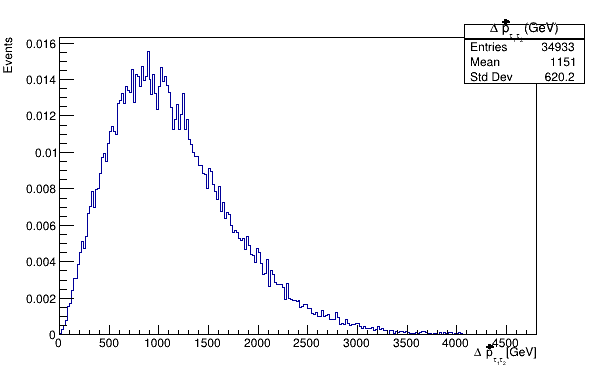 Δ p⃗_τ₁τ₂ (GeV)
Entries 34933
Mean 1151
Std Dev 620.2
Events
0.016
0.014
0.012
0.01
0.008
0.006
0.004
0.002
0
0 500 1000 1500 2000 2500 3000 3500 4000 4500
Δ p⃗_τ₁τ₂ [GeV]